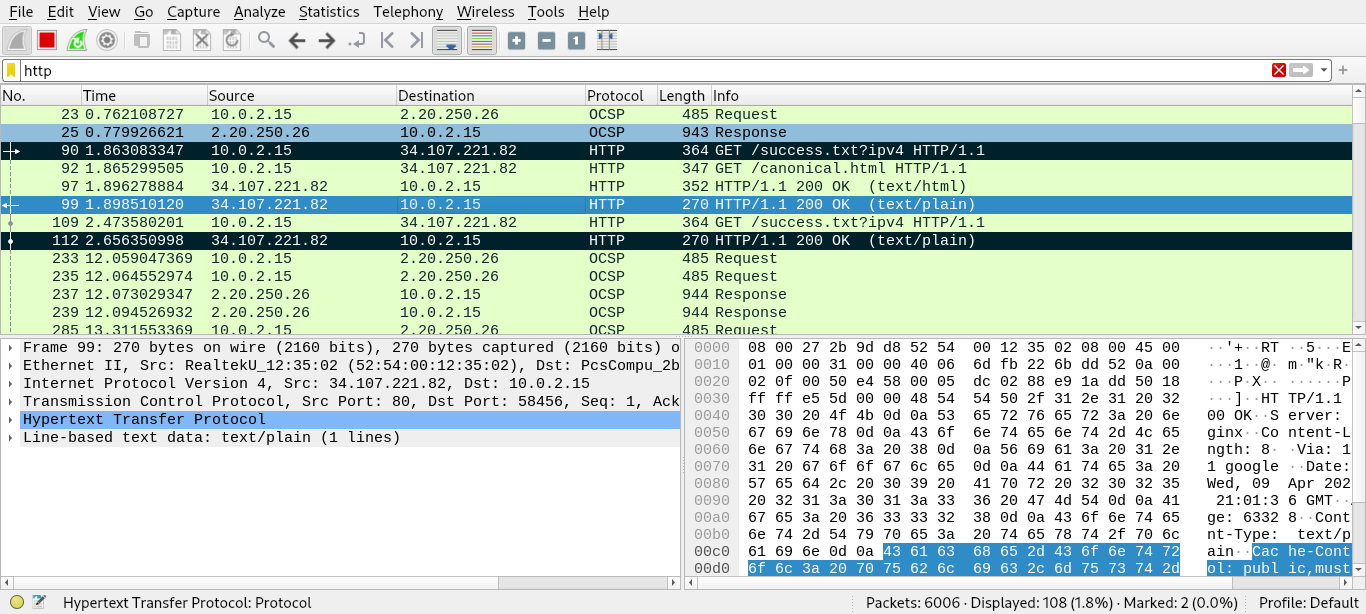 File Edit View Go Capture Analyze Statistics Telephony Wireless Tools Help
http
No. Time Source Destination Protocol Length Info
23 0.762108727 10.0.2.15 2.20.250.26 OCSP 485 Request
25 0.779926621 2.20.250.26 10.0.2.15 OCSP 943 Response
90 1.863083347 10.0.2.15 34.107.221.82 HTTP 364 GET /success.txt?ipv4 HTTP/1.1
92 1.865299505 10.0.2.15 34.107.221.82 HTTP 347 GET /canonical.html HTTP/1.1
97 1.896278884 34.107.221.82 10.0.2.15 HTTP 352 HTTP/1.1 200 OK  (text/html)
99 1.898510120 34.107.221.82 10.0.2.15 HTTP 270 HTTP/1.1 200 OK  (text/plain)
109 2.473580201 10.0.2.15 34.107.221.82 HTTP 364 GET /success.txt?ipv4 HTTP/1.1
112 2.656350998 34.107.221.82 10.0.2.15 HTTP 270 HTTP/1.1 200 OK  (text/plain)
233 12.059047369 10.0.2.15 2.20.250.26 OCSP 485 Request
235 12.064552974 10.0.2.15 2.20.250.26 OCSP 485 Request
237 12.073029347 2.20.250.26 10.0.2.15 OCSP 944 Response
239 12.094526932 2.20.250.26 10.0.2.15 OCSP 944 Response
285 13.311553369 10.0.2.15 2.20.250.26 OCSP 485 Request
Frame 99: 270 bytes on wire (2160 bits), 270 bytes captured (2160 bits) o
Ethernet II, Src: RealtekU_12:35:02 (52:54:00:12:35:02), Dst: PcsCompu_2b
Internet Protocol Version 4, Src: 34.107.221.82, Dst: 10.0.2.15
Transmission Control Protocol, Src Port: 80, Dst Port: 58456, Seq: 1, Ack
Hypertext Transfer Protocol
Line-based text data: text/plain (1 lines)
0000 08 00 27 2b 9d d8 52 54 00 12 35 02 08 00 45 00 ··'+··RT ··5···E
0010 01 00 00 31 00 00 40 06 6d fb 22 6b dd 52 0a 00 ···1··@· m·"k·R·
0020 02 0f 00 50 e4 58 00 05 dc 02 88 e9 1a dd 50 18 ···P·X·· ······P·
0030 ff ff e5 5d 00 00 48 54 54 50 2f 31 2e 31 20 32 ···]··HT TP/1.1
0040 30 30 20 4f 4b 0d 0a 53 65 72 76 65 72 3a 20 6e 00 OK··S erver:
0050 67 69 6e 78 0d 0a 43 6f 6e 74 65 6e 74 2d 4c 65 ginx··Co ntent-L
0060 6e 67 74 68 3a 20 38 0d 0a 56 69 61 3a 20 31 2e ngth: 8· ·Via: 1
0070 31 20 67 6f 6f 67 6c 65 0d 0a 44 61 74 65 3a 20 1 google ··Date:
0080 57 65 64 2c 20 30 39 20 41 70 72 20 32 30 32 35 Wed, 09 Apr 202
0090 20 32 31 3a 30 31 3a 33 36 20 47 4d 54 0d 0a 41 21:01:3 6 GMT··
00a0 67 65 3a 20 36 33 33 32 38 0d 0a 43 6f 6e 74 65 ge: 6332 8··Cont
00b0 6e 74 2d 54 79 70 65 3a 20 74 65 78 74 2f 70 6c nt-Type: text/p
00c0 61 69 6e 0d 0a 43 61 63 68 65 2d 43 6f 6e 74 72 ain··Cac he-Cont
00d0 6f 6c 3a 20 70 75 62 6c 69 63 2c 6d 75 73 74 2d ol: publ ic,must
Hypertext Transfer Protocol: Protocol
Packets: 6006 · Displayed: 108 (1.8%) · Marked: 2 (0.0%)
Profile: Default